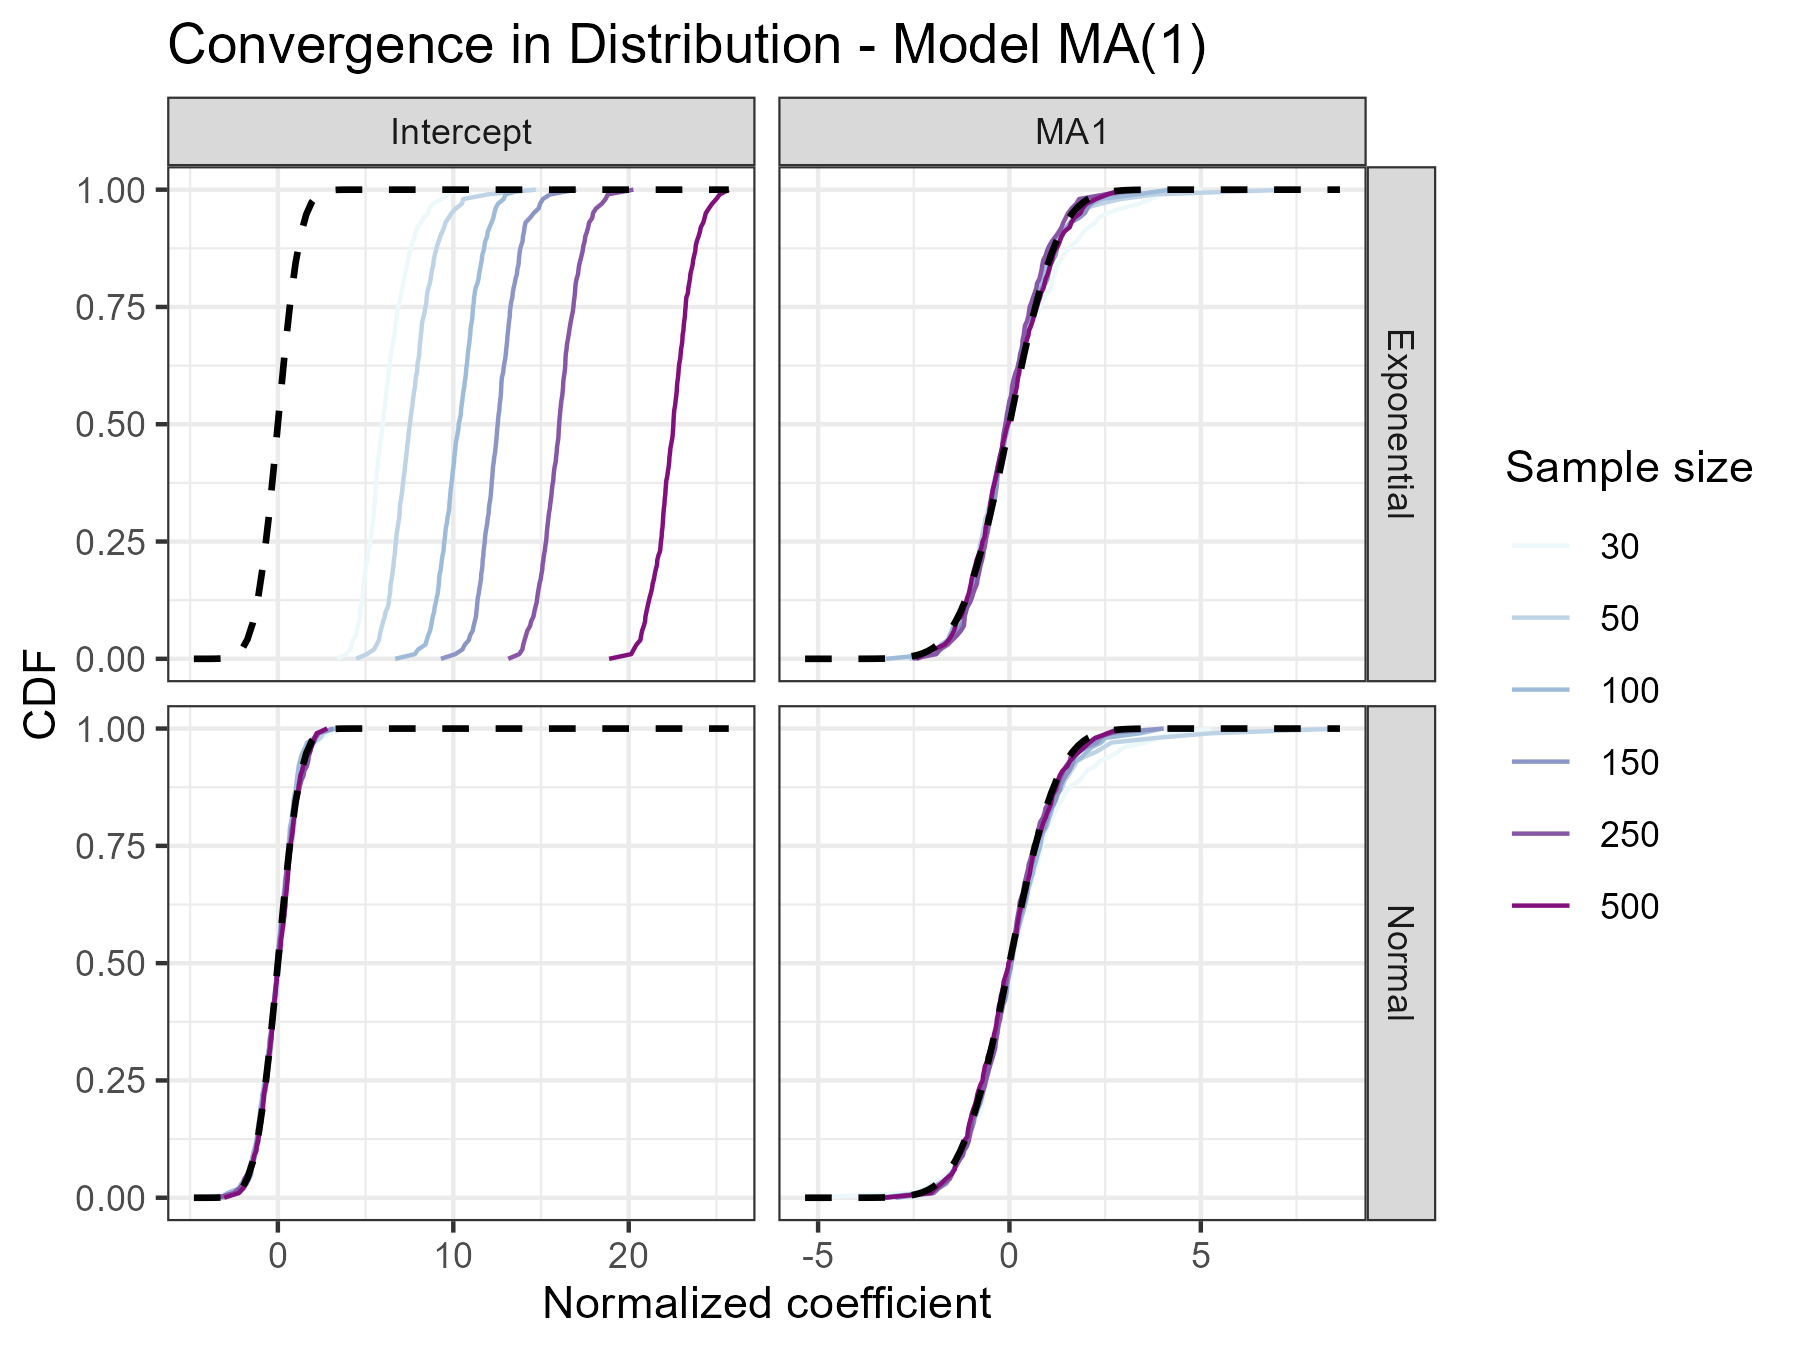 Convergence in Distribution - Model MA(1)
Intercept
MA1
1.00
0.75
0.50
0.25
0.00
Exponential
1.00
0.75
0.50
0.25
0.00
Normal
CDF
0 10 20
-5 0 5
Normalized coefficient
Sample size
30
50
100
150
250
500